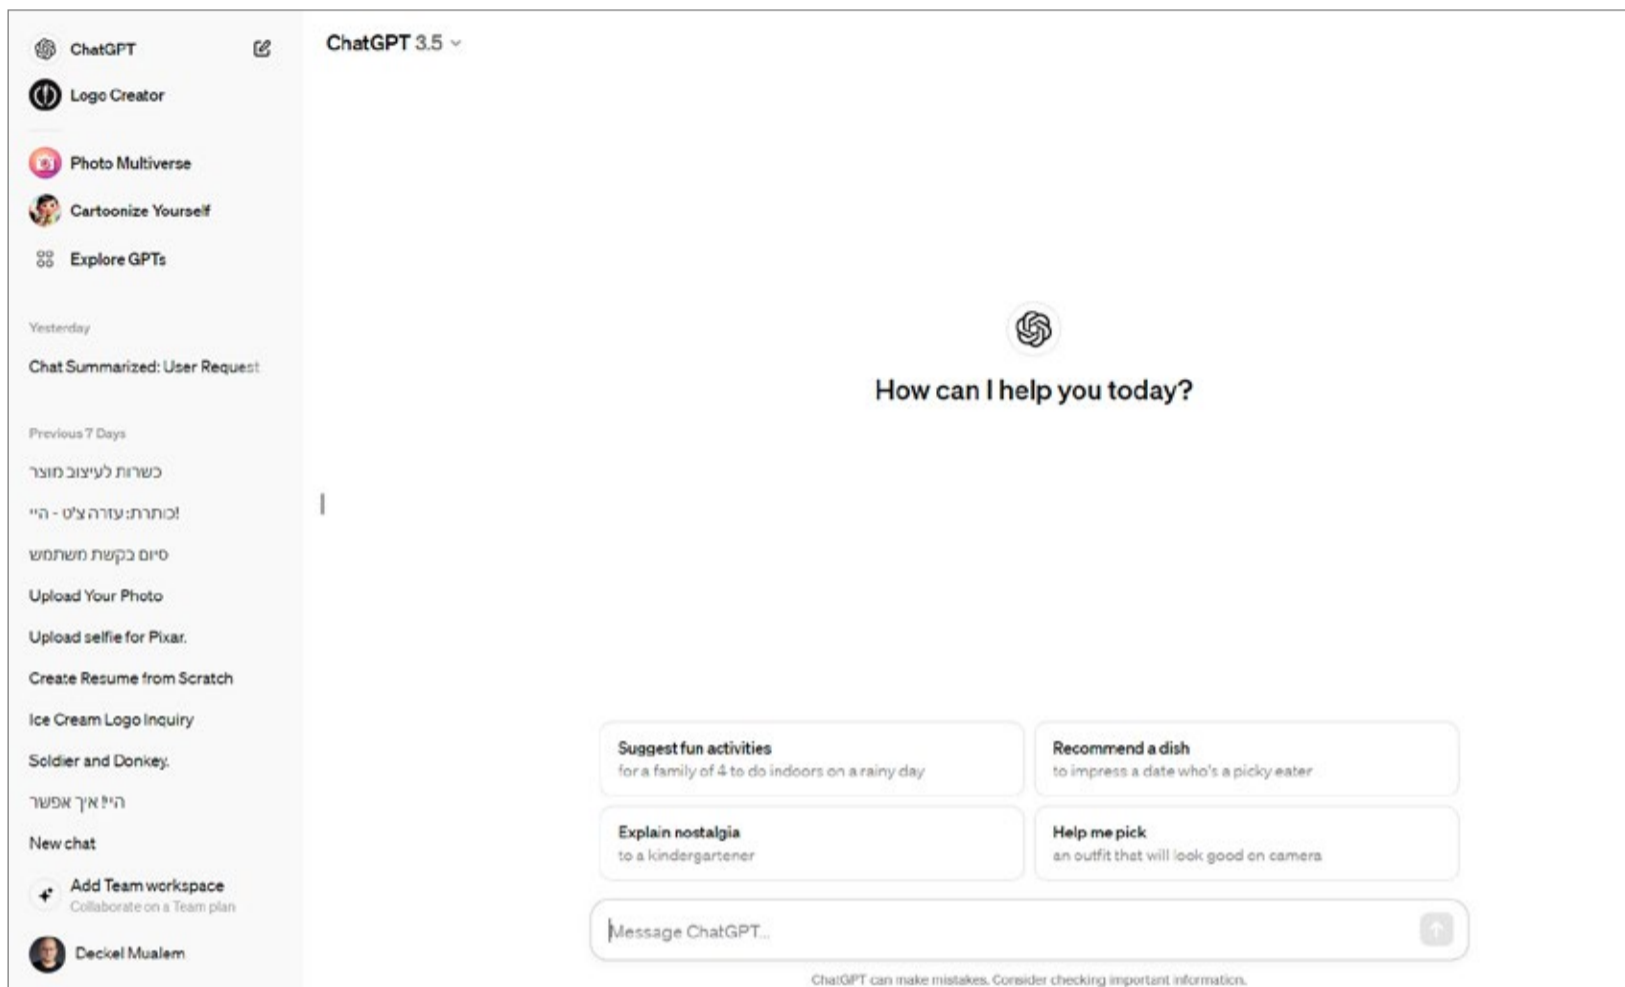 ChatGPT
Logo Creator
Photo Multiverse
Cartoonize Yourself
Explore GPTs
Yesterday
Chat Summarized: User Request
Previous 7 Days
כשרות לעיצוב מוצר
כותרת: עזרה צ'ט - היי!
סיום בקשת משתמש
Upload Your Photo
Upload selfie for Pixar.
Create Resume from Scratch
Ice Cream Logo Inquiry
Soldier and Donkey.
היי! איך אפשר
New chat
Add Team workspace
Collaborate on a Team plan
Deckel Mualem
ChatGPT 3.5
How can I help you today?
Suggest fun activities
for a family of 4 to do indoors on a rainy day
Recommend a dish
to impress a date who's a picky eater
Explain nostalgia
to a kindergartener
Help me pick
an outfit that will look good on camera
Message ChatGPT...
ChatGPT can make mistakes. Consider checking important information.